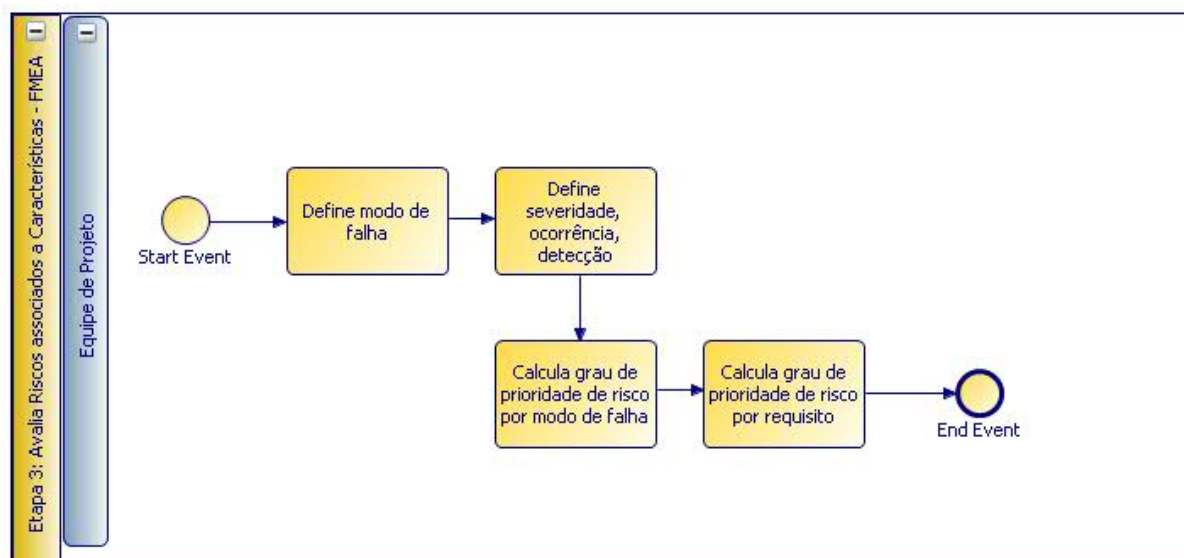 Etapa 3: Avalia Riscos associados a Características - FMEA
Equipe de Projeto
Start Event
Define modo de
falha
Define
severidade,
ocorrência,
detecção
Calcula grau de
prioridade de risco
por modo de falha
Calcula grau de
prioridade de risco
por requisito
End Event